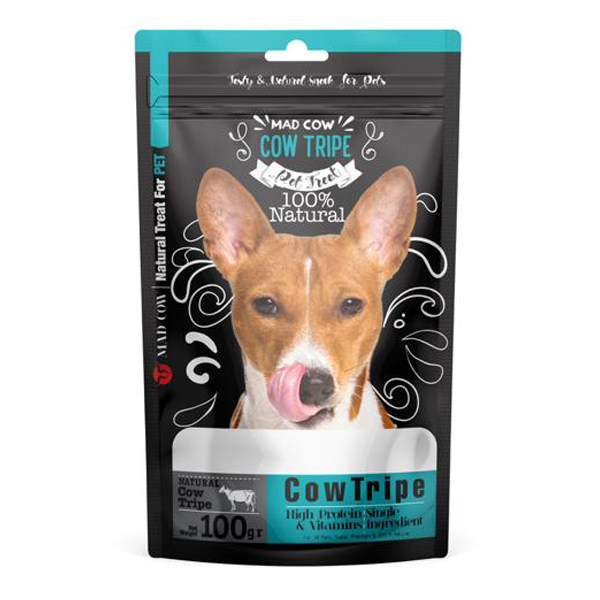 Tasty & Natural snak for Pets
MAD COW
COW TRIPE
Pet Treat
100%
Natural
MAD COW | Natural Treat For PET
NATURAL
Cow
Tripe
Net
Weight
100gr
CowTripe
High Protein Single
& Vitamins Ingredient